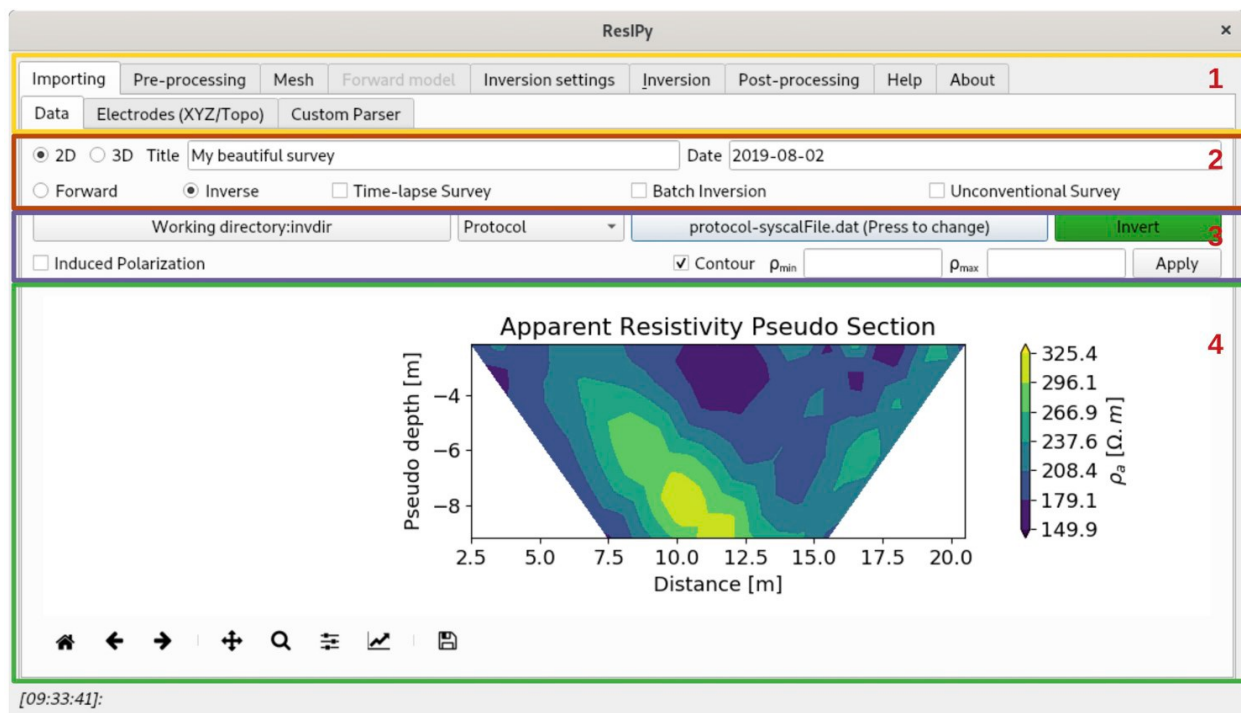 ResIPy ×
Importing Pre-processing Mesh Forward model Inversion settings Inversion Post-processing Help About 1
Data Electrodes (XYZ/Topo) Custom Parser
2D 3D Title My beautiful survey Date 2019-08-02 2
Forward Inverse Time-lapse Survey Batch Inversion Unconventional Survey
Working directory:invdir Protocol protocol-syscalFile.dat (Press to change) Invert 3
Induced Polarization Contour ρmin ρmax Apply
4
Apparent Resistivity Pseudo Section
Pseudo depth [m]
−4
−6
−8
2.5 5.0 7.5 10.0 12.5 15.0 17.5 20.0
Distance [m]
325.4
296.1
266.9
237.6
208.4
179.1
149.9
ρa [Ω.m]
[09:33:41]: